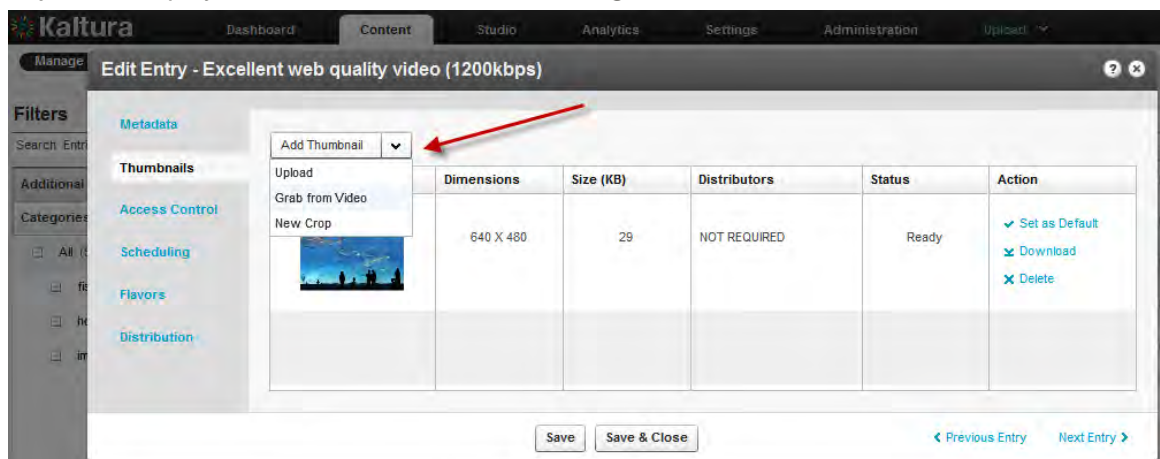 Kaltura Dashboard Content Studio Analytics Settings Administration Upload
Manage
Edit Entry - Excellent web quality video (1200kbps)
Filters
Search Entri
Additional
Categories
All
Metadata
Thumbnails
Access Control
Scheduling
Flavors
Distribution
Add Thumbnail
Upload
Grab from Video
New Crop
Dimensions Size (KB) Distributors Status Action
640 X 480 29 NOT REQUIRED Ready Set as Default
Download
Delete
Save Save & Close Previous Entry Next Entry